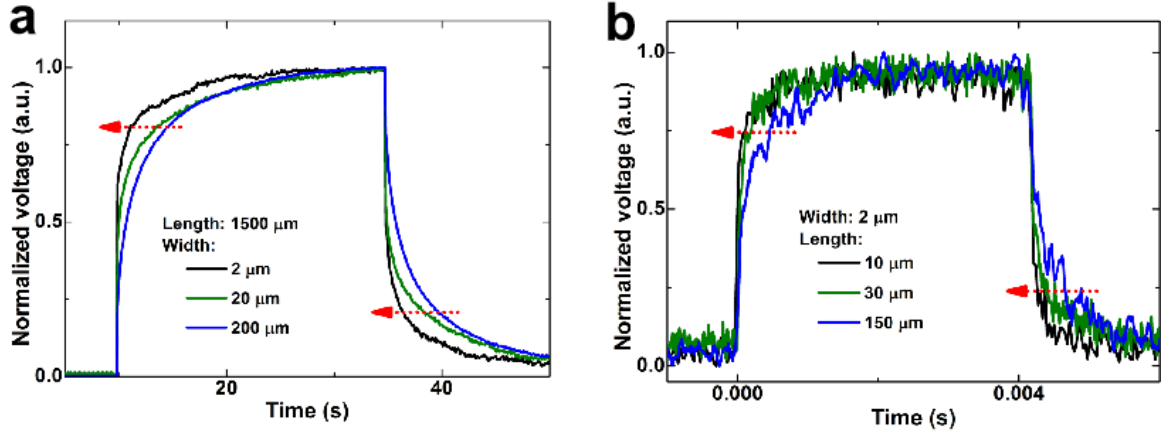 a
Normalized voltage (a.u.)
1.0
0.5
0.0
Length: 1500 μm
Width:
2 μm
20 μm
200 μm
20
40
Time (s)
b
Normalized voltage (a.u.)
1.0
0.5
0.0
Width: 2 μm
Length:
10 μm
30 μm
150 μm
0.000
0.004
Time (s)